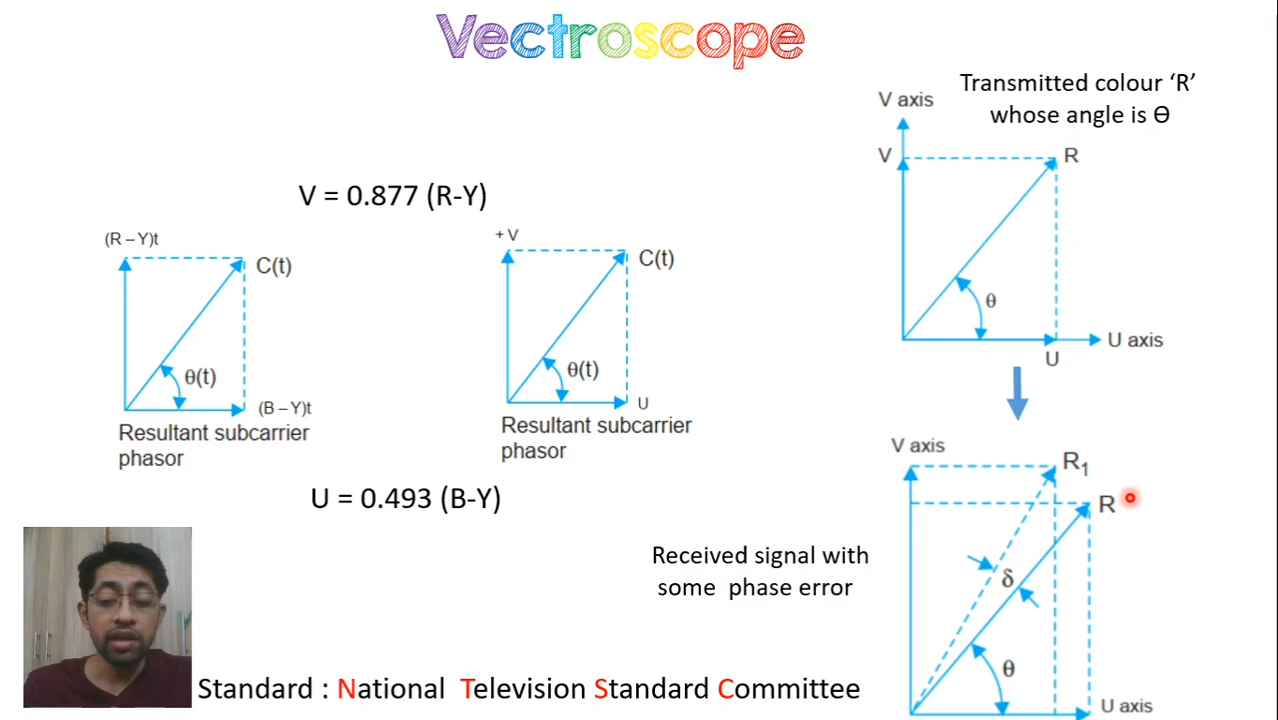 Vectroscope
Transmitted colour ‘R’
whose angle is Ө
V axis
V
R
θ
U axis
U
V = 0.877 (R-Y)
(R – Y)t
C(t)
θ(t)
(B – Y)t
Resultant subcarrier
phasor
+ V
C(t)
θ(t)
U
Resultant subcarrier
phasor
U = 0.493 (B-Y)
V axis
R1
R
δ
θ
U axis
Received signal with
some phase error
Standard : National Television Standard Committee